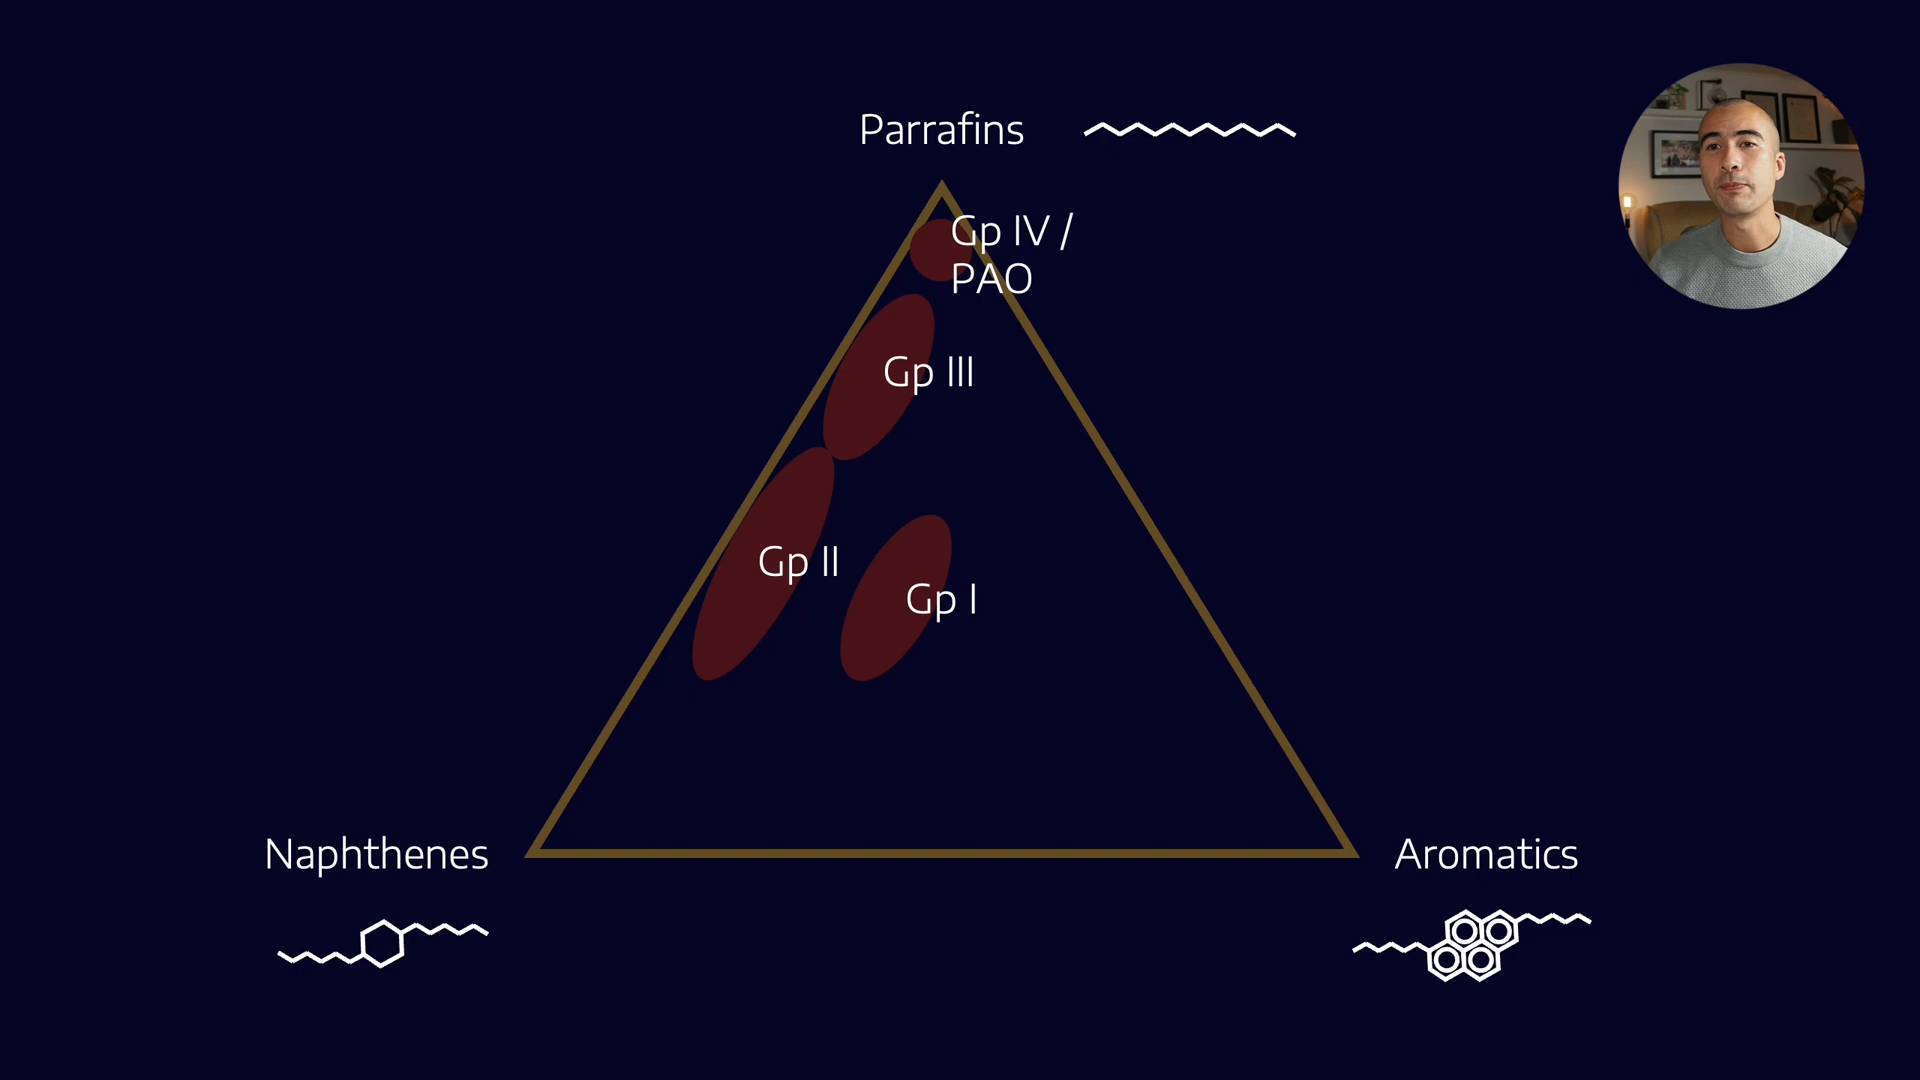 Parrafins
Gp IV /
PAO
Gp III
Gp II
Gp I
Naphthenes
Aromatics